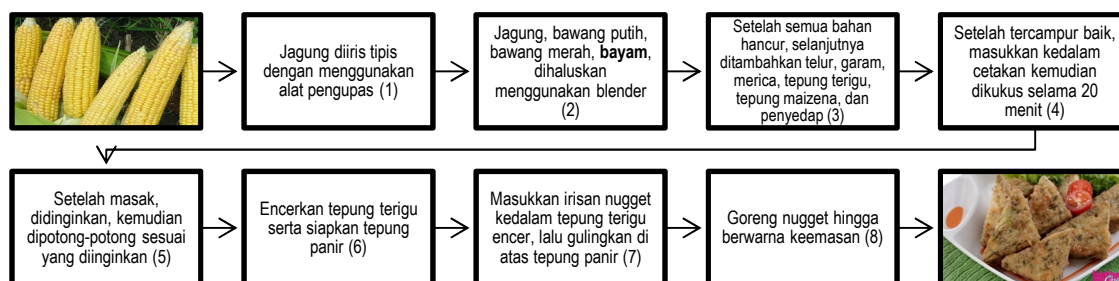 Jagung diiris tipis
dengan menggunakan
alat pengupas (1)
Jagung, bawang putih,
bawang merah, bayam,
dihaluskan
menggunakan blender
(2)
Setelah semua bahan
hancur, selanjutnya
ditambahkan telur, garam,
merica, tepung terigu,
tepung maizena, dan
penyedap (3)
Setelah tercampur baik,
masukkan kedalam
cetakan kemudian
dikukus selama 20
menit (4)
Setelah masak,
didinginkan, kemudian
dipotong-potong sesuai
yang diinginkan (5)
Encerkan tepung terigu
serta siapkan tepung
panir (6)
Masukkan irisan nugget
kedalam tepung terigu
encer, lalu gulingkan di
atas tepung panir (7)
Goreng nugget hingga
berwarna keemasan (8)